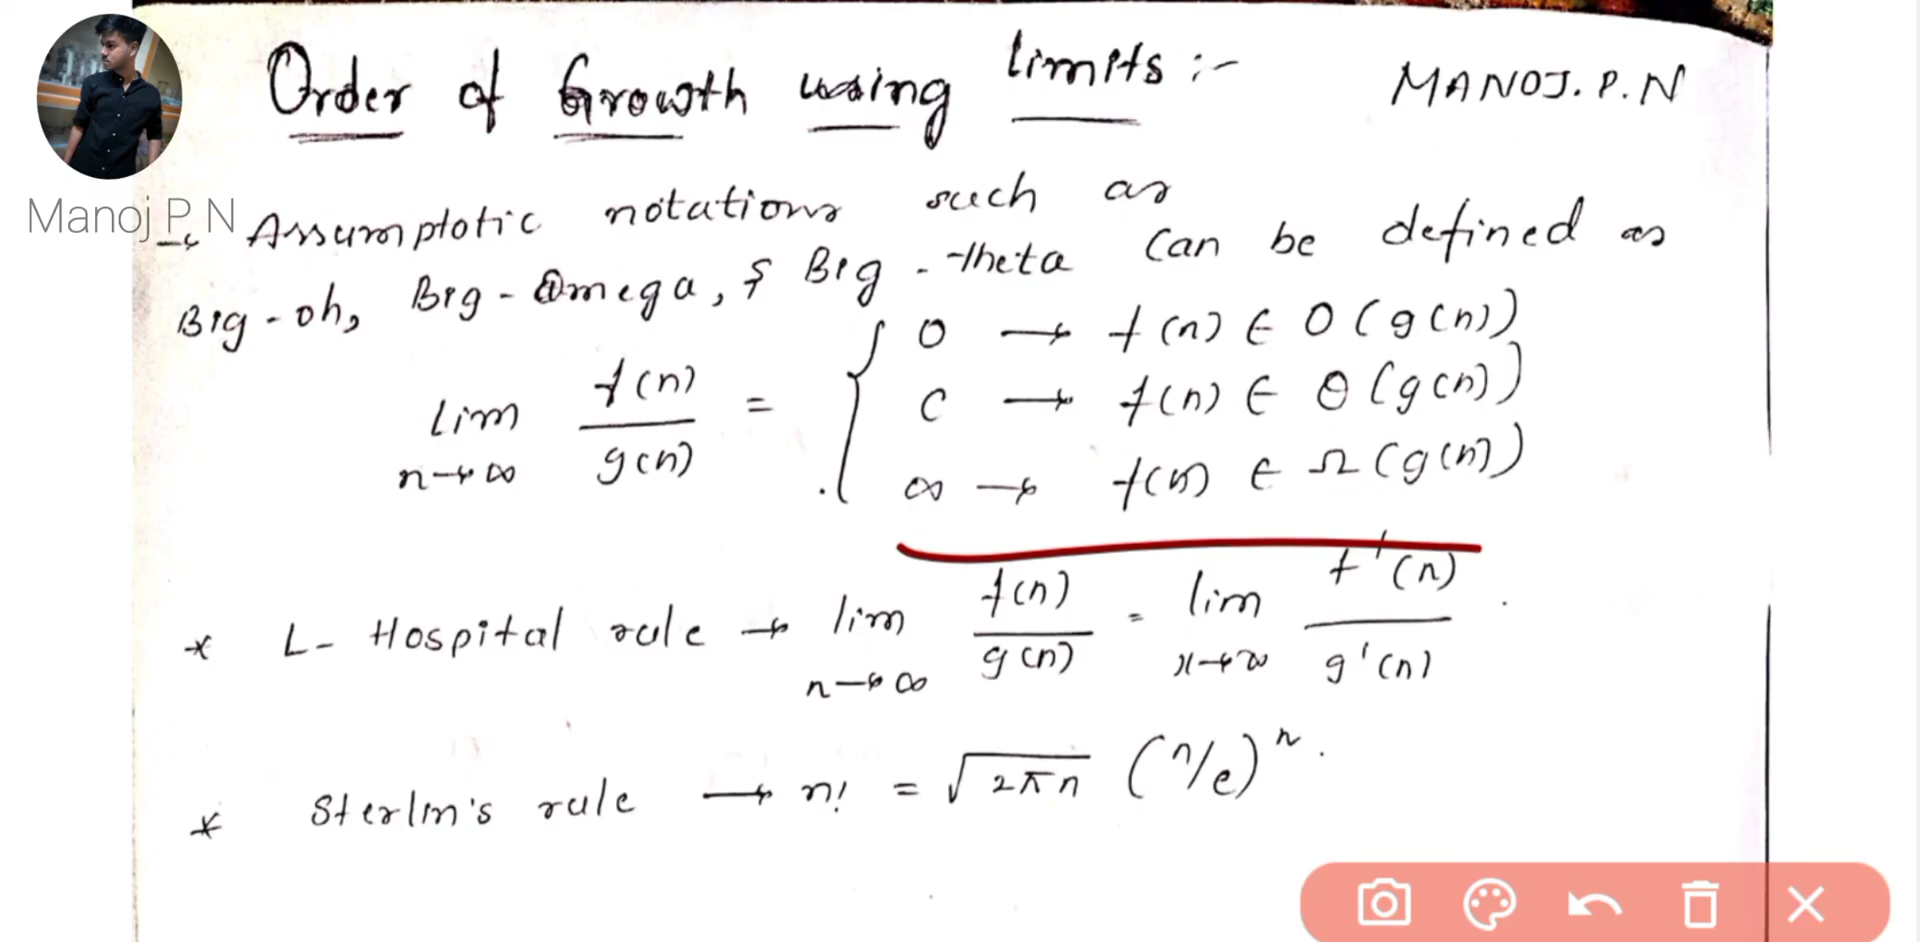 Order of Growth using limits :-
MANOJ. P. N
Manoj P N
→ Assumptotic notations such as
Big-oh, Big-Omega, & Big-theta can be defined as
lim n→∞ f(n)/g(n) = { 0 → f(n) ∈ O(g(n))
c → f(n) ∈ Θ(g(n))
∞ → f(n) ∈ Ω(g(n))
* L-Hospital rule → lim n→∞ f(n)/g(n) = lim x→∞ f'(n)/g'(n).
* Sterlin's rule → n! = √2πn (n/e)^n.